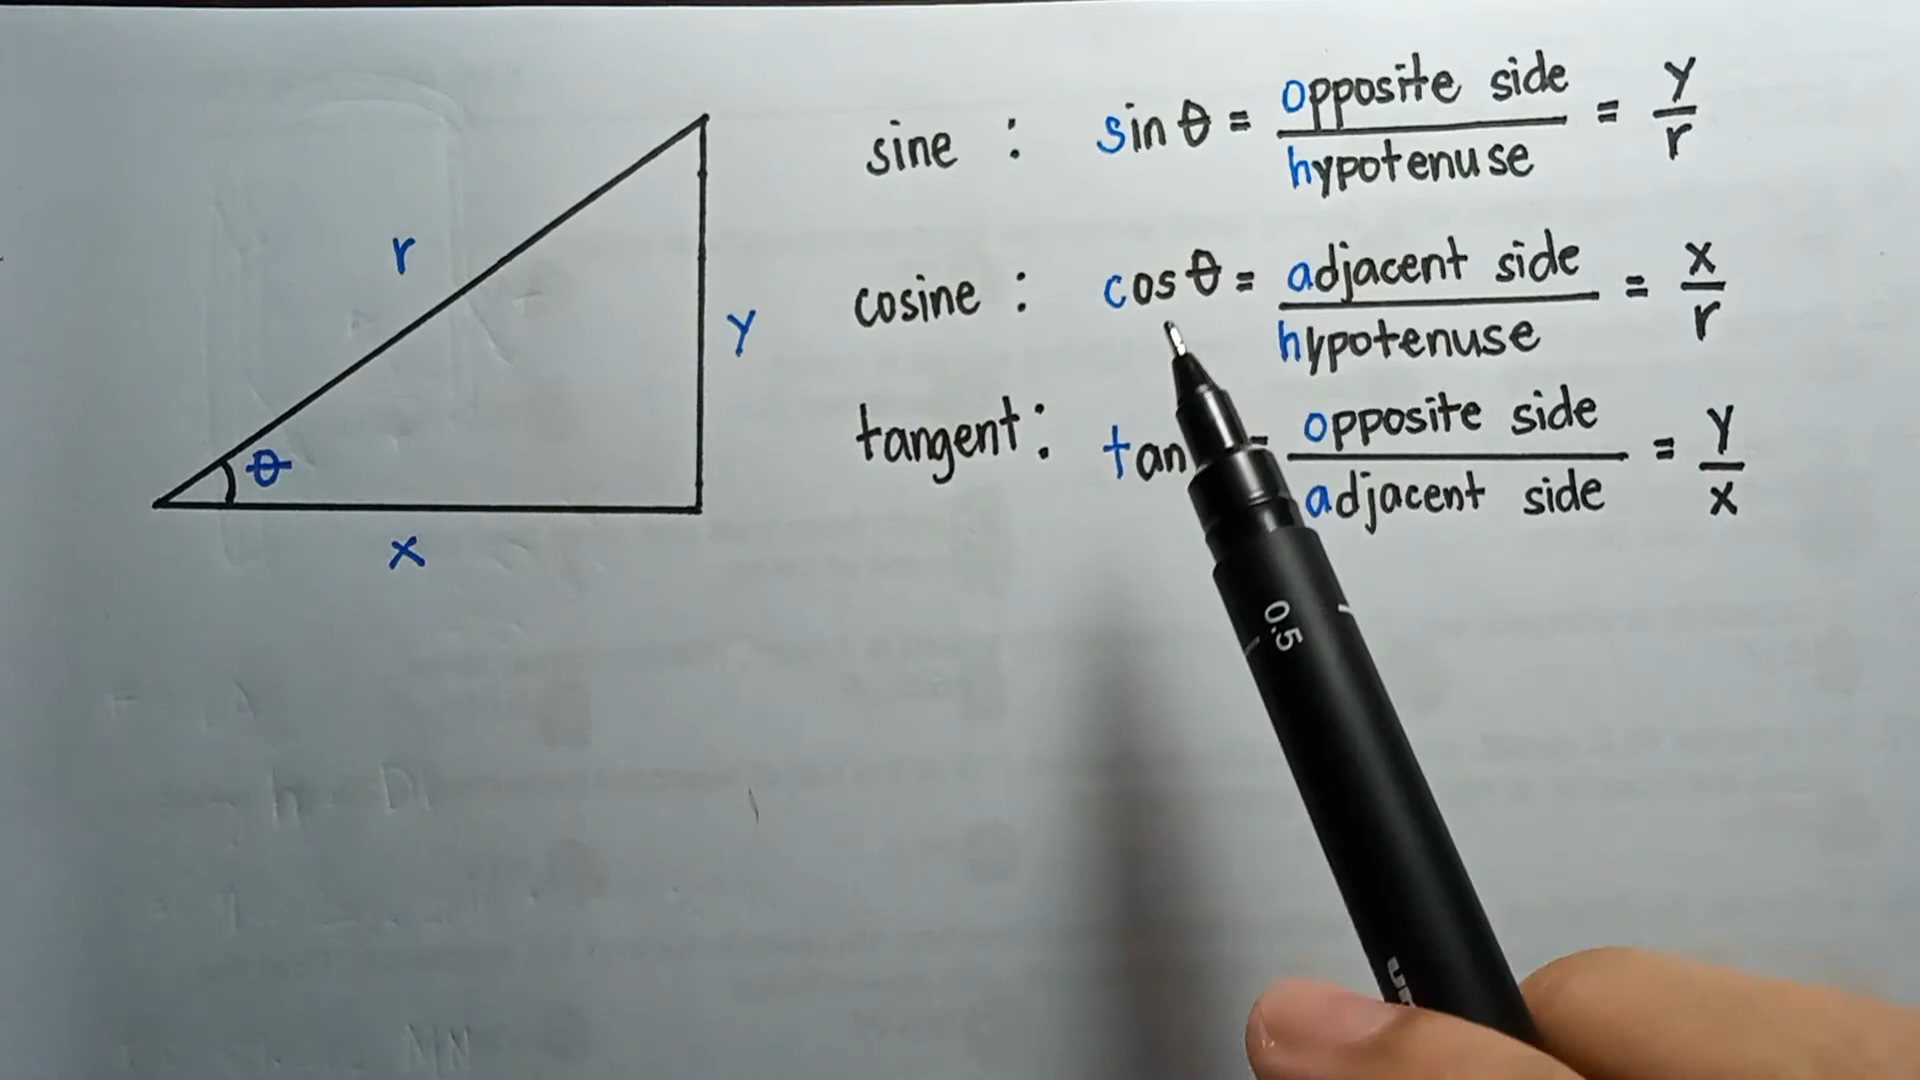 r
y
θ
x
sine : sin θ = opposite side / hypotenuse = y / r
cosine : cos θ = adjacent side / hypotenuse = x / r
tangent : tan = opposite side / adjacent side = y / x
0.5